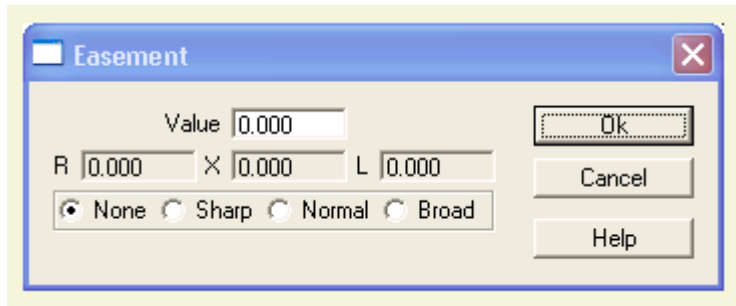 Easement
Value 0.000
Ok
R 0.000 X 0.000 L 0.000
Cancel
None Sharp Normal Broad
Help